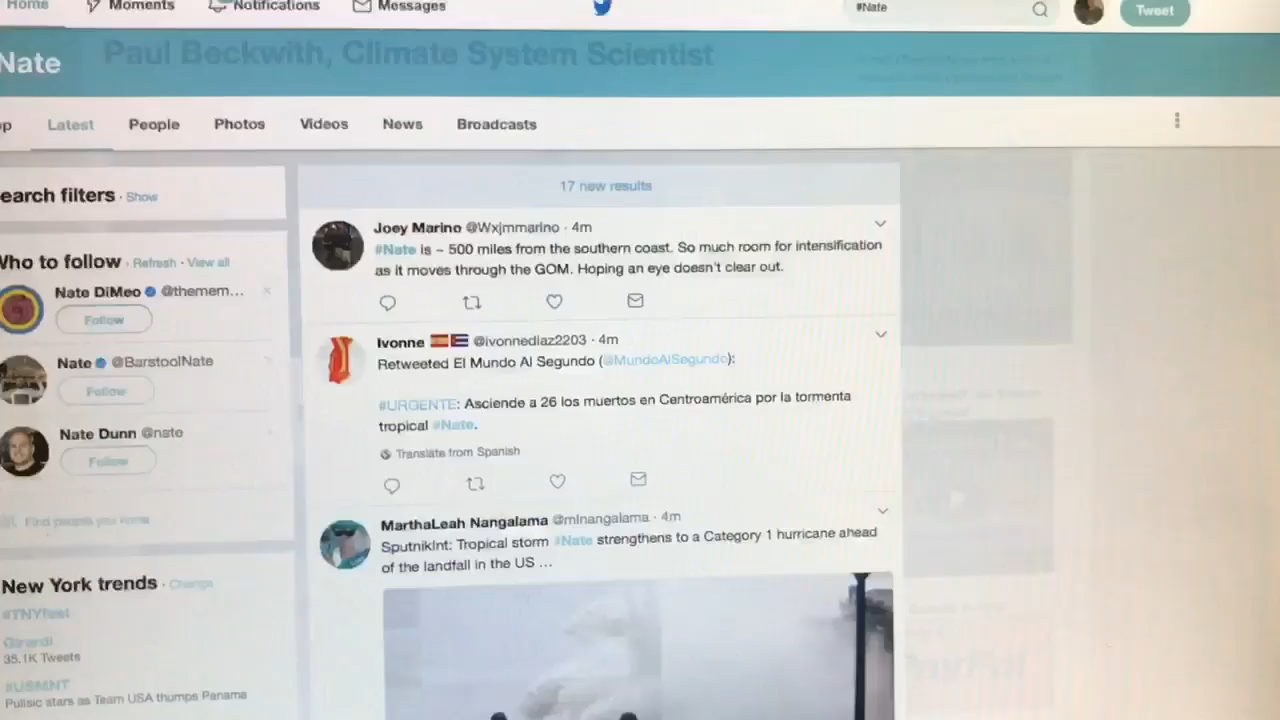 Home Moments Notifications Messages #Nate Tweet
Nate
Paul Beckwith, Climate System Scientist
Latest People Photos Videos News Broadcasts
earch filters · Show
17 new results
Joey Marino @Wxjmmarino · 4m
#Nate is ~ 500 miles from the southern coast. So much room for intensification
as it moves through the GOM. Hoping an eye doesn't clear out.
Who to follow · Refresh · View all
Nate DiMeo @themem...
Follow
Nate @BarstoolNate
Follow
Nate Dunn @nate
Follow
Find people you know
Ivonne @ivonnediaz2203 · 4m
Retweeted El Mundo Al Segundo (@MundoAlSegundo):
#URGENTE: Asciende a 26 los muertos en Centroamérica por la tormenta
tropical #Nate.
Translate from Spanish
MarthaLeah Nangalama @mlnangalama · 4m
SputnikInt: Tropical storm #Nate strengthens to a Category 1 hurricane ahead
of the landfall in the US ...
New York trends · Change
#TNYfest
Girardi
35.1K Tweets
#USMNT
Pulisic stars as Team USA thumps Panama